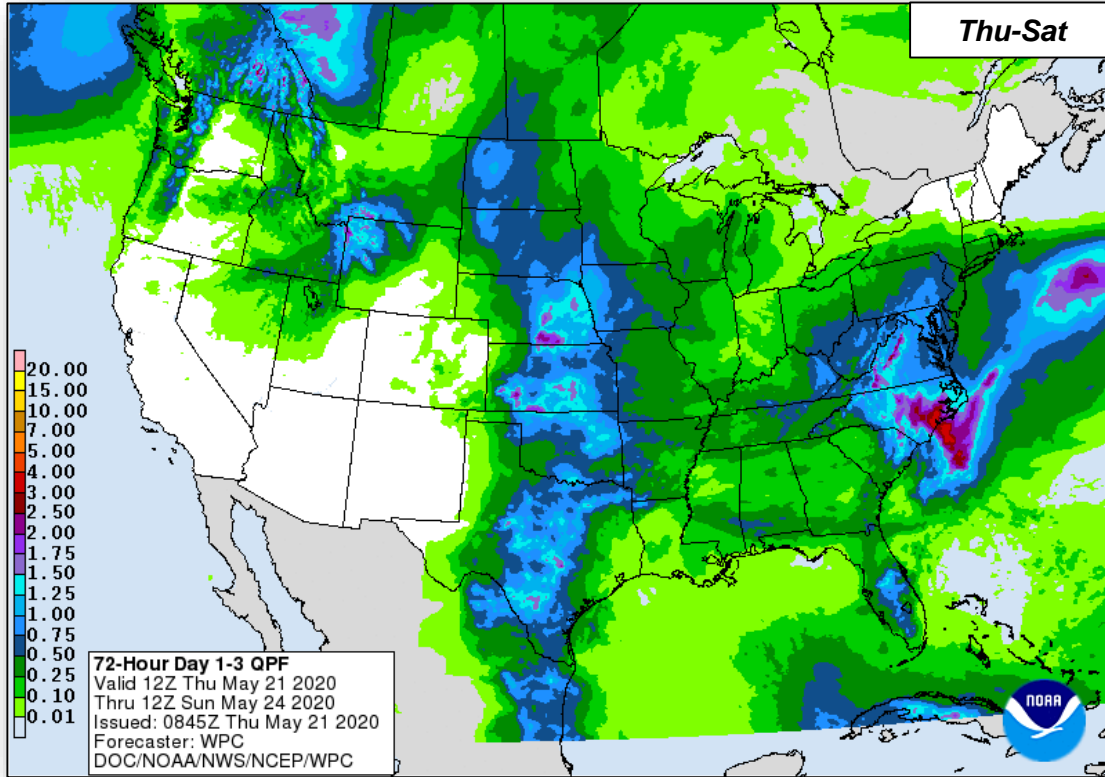 Thu-Sat
20.00
15.00
10.00
7.00
5.00
4.00
3.00
2.50
2.00
1.75
1.50
1.25
1.00
0.75
0.50
0.25
0.10
0.01
72-Hour Day 1-3 QPF
Valid 12Z Thu May 21 2020
Thru 12Z Sun May 24 2020
Issued: 0845Z Thu May 21 2020
Forecaster: WPC
DOC/NOAA/NWS/NCEP/WPC
NOAA